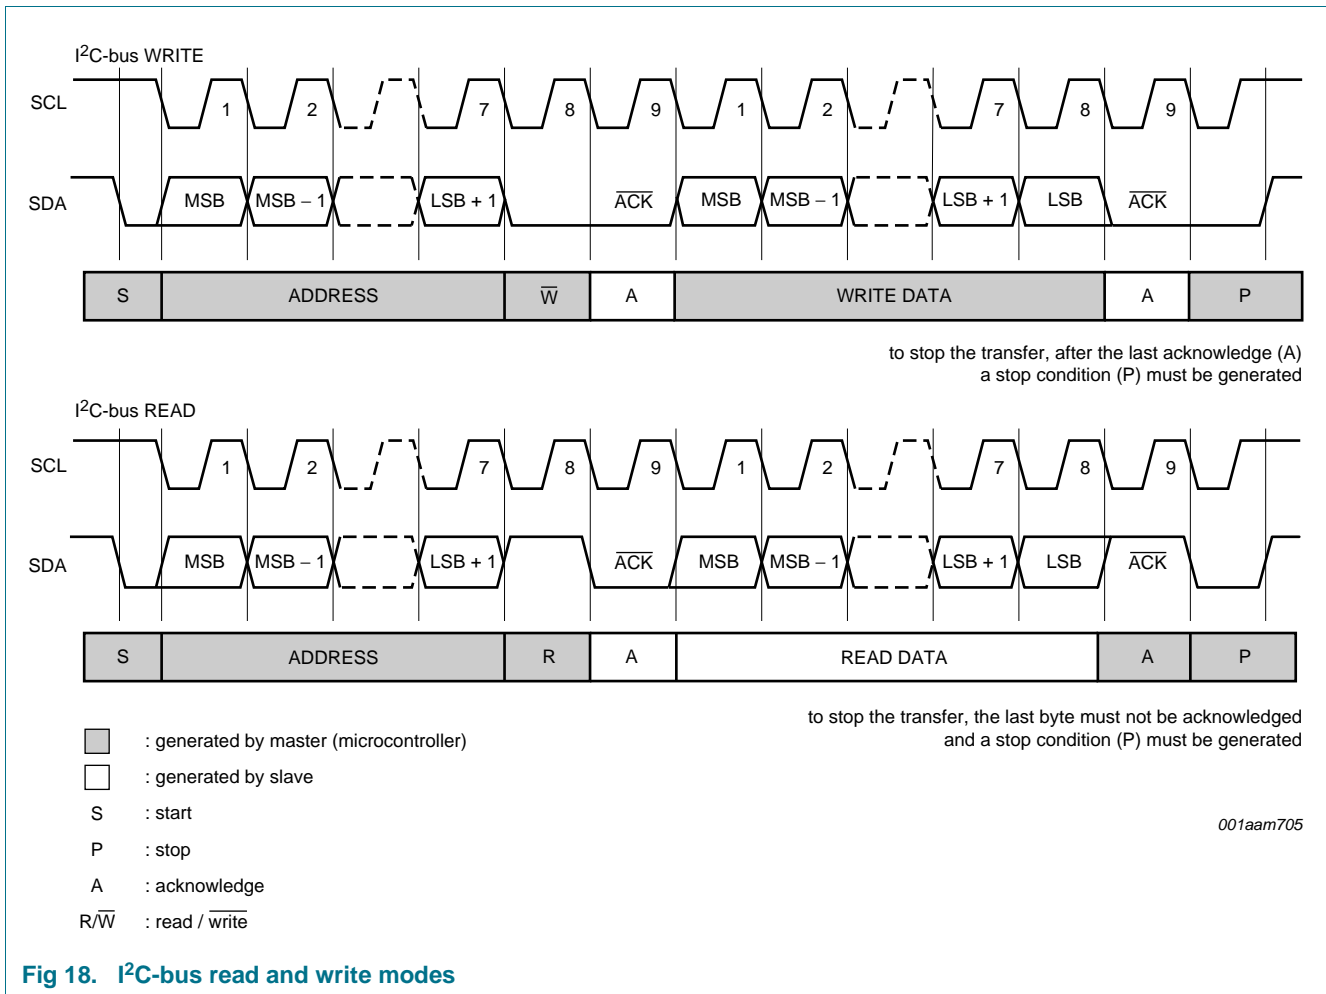 I²C-bus WRITE
SCL
1 2 7 8 9 1 2 7 8 9
SDA
MSB MSB − 1 LSB + 1 ACK MSB MSB − 1 LSB + 1 LSB ACK
S ADDRESS W A WRITE DATA A P
to stop the transfer, after the last acknowledge (A)
a stop condition (P) must be generated
I²C-bus READ
SCL
1 2 7 8 9 1 2 7 8 9
SDA
MSB MSB − 1 LSB + 1 ACK MSB MSB − 1 LSB + 1 LSB ACK
S ADDRESS R A READ DATA A P
to stop the transfer, the last byte must not be acknowledged
and a stop condition (P) must be generated
: generated by master (microcontroller)
: generated by slave
S : start
P : stop
A : acknowledge
R/W : read / write
001aam705
Fig 18. I²C-bus read and write modes